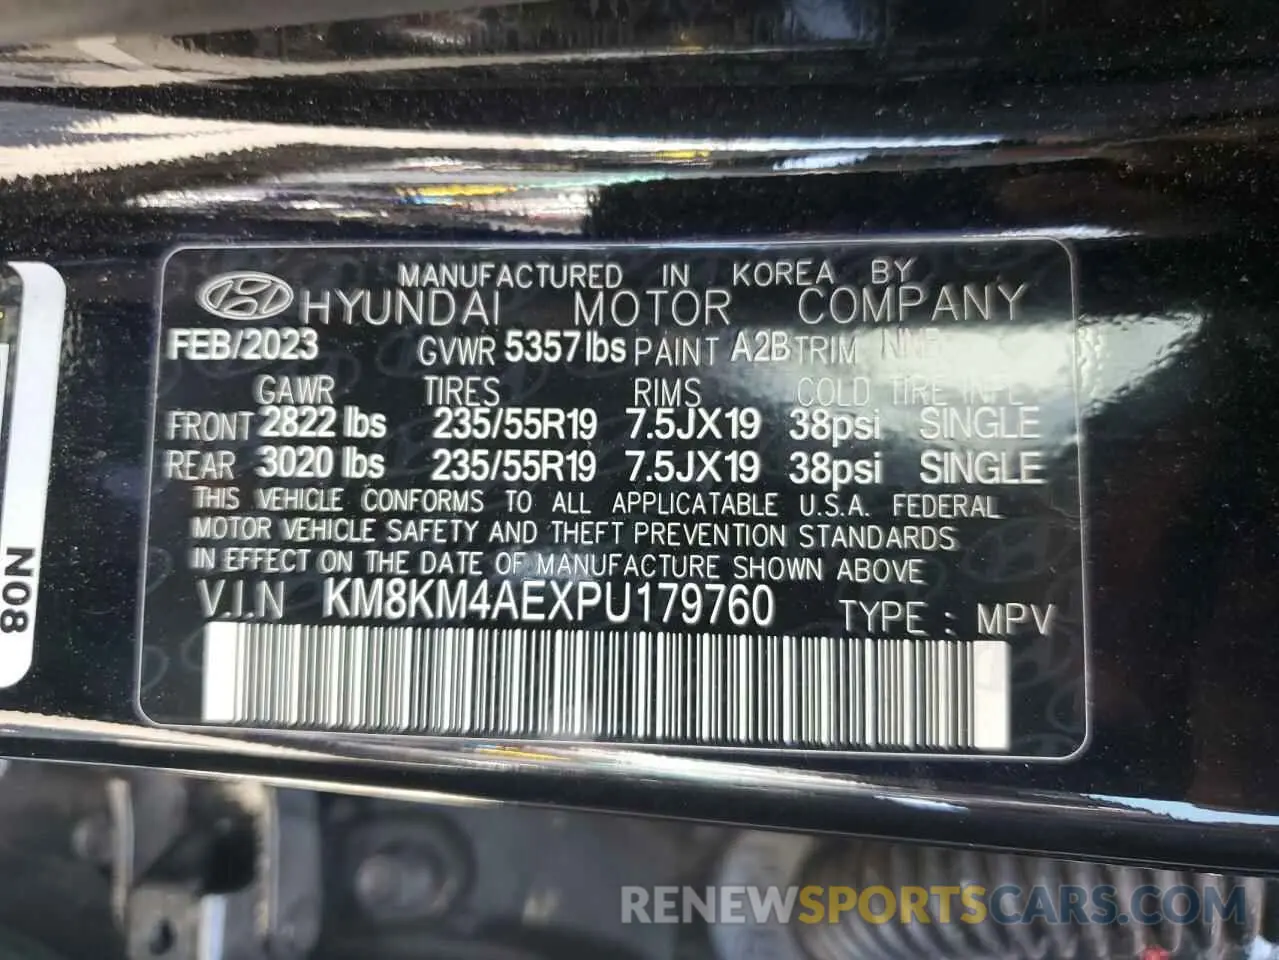 MANUFACTURED IN KOREA BY
HYUNDAI MOTOR COMPANY
FEB/2023 GVWR 5357lbs PAINT A2B TRIM
GAWR TIRES RIMS COLD TIRE INFL
FRONT 2822 lbs 235/55R19 7.5JX19 38psi SINGLE
REAR 3020 lbs 235/55R19 7.5JX19 38psi SINGLE
THIS VEHICLE CONFORMS TO ALL APPLICATABLE U.S.A. FEDERAL
MOTOR VEHICLE SAFETY AND THEFT PREVENTION STANDARDS
IN EFFECT ON THE DATE OF MANUFACTURE SHOWN ABOVE
V.I.N KM8KM4AEXPU179760 TYPE : MPV
N08
RENEWSPORTSCARS.COM